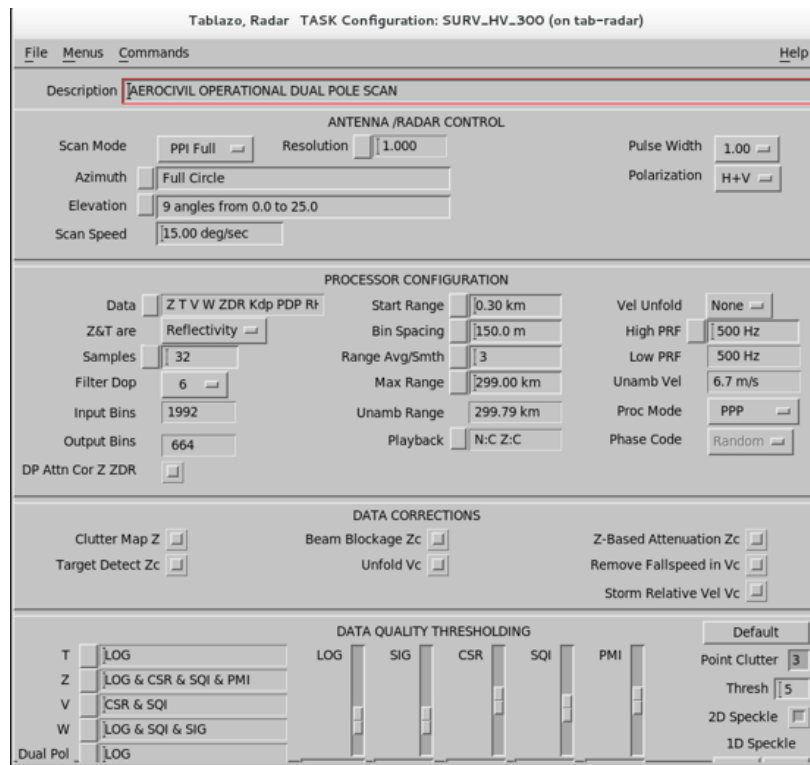 Tablazo, Radar TASK Configuration: SURV_HV_300 (on tab-radar)
File Menus Commands Help
Description AEROCIVIL OPERATIONAL DUAL POLE SCAN
ANTENNA /RADAR CONTROL
Scan Mode PPI Full Resolution 1.000 Pulse Width 1.00
Azimuth Full Circle Polarization H+V
Elevation 9 angles from 0.0 to 25.0
Scan Speed 15.00 deg/sec
PROCESSOR CONFIGURATION
Data Z T V W ZDR Kdp PDP Rh Start Range 0.30 km Vel Unfold None
Z&T are Reflectivity Bin Spacing 150.0 m High PRF 500 Hz
Samples 32 Range Avg/Smth 3 Low PRF 500 Hz
Filter Dop 6 Max Range 299.00 km Unamb Vel 6.7 m/s
Input Bins 1992 Unamb Range 299.79 km Proc Mode PPP
Output Bins 664 Playback N:C Z:C Phase Code Random
DP Attn Cor Z ZDR
DATA CORRECTIONS
Clutter Map Z Beam Blockage Zc Z-Based Attenuation Zc
Target Detect Zc Unfold Vc Remove Fallspeed in Vc
Storm Relative Vel Vc
DATA QUALITY THRESHOLDING Default
T LOG LOG SIG CSR SQI PMI Point Clutter 3
Z LOG & CSR & SQI & PMI Thresh 5
V CSR & SQI
W LOG & SQI & SIG 2D Speckle
Dual Pol LOG 1D Speckle